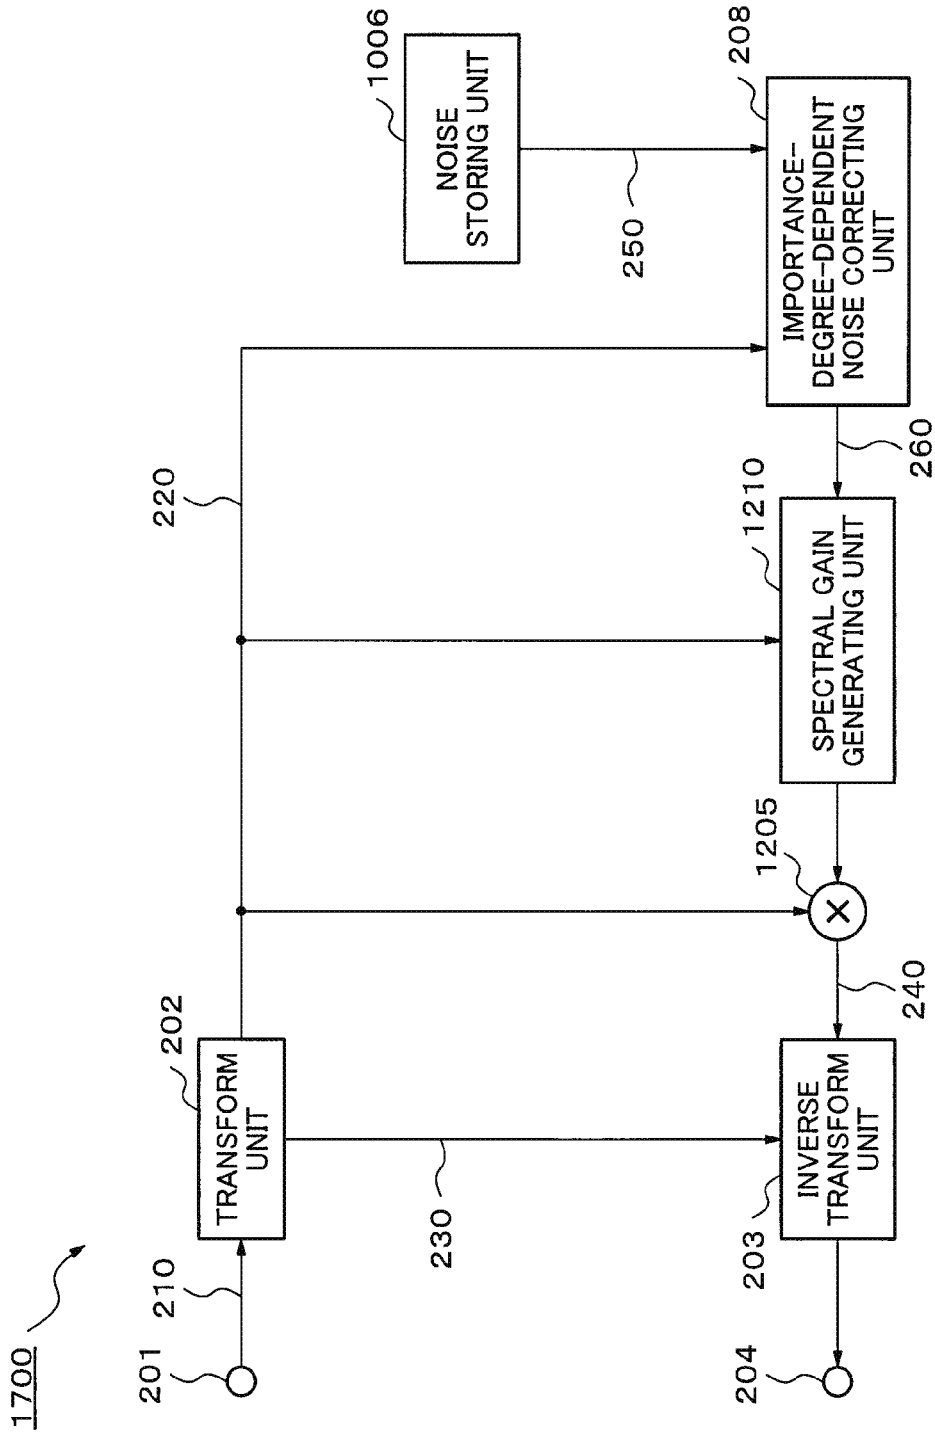 1700
201
210
TRANSFORM
UNIT
202
220
230
NOISE
STORING UNIT
1006
250
204
INVERSE
TRANSFORM
UNIT
203
240
1205
×
SPECTRAL GAIN
GENERATING UNIT
1210
260
IMPORTANCE-
DEGREE-DEPENDENT
NOISE CORRECTING
UNIT
208